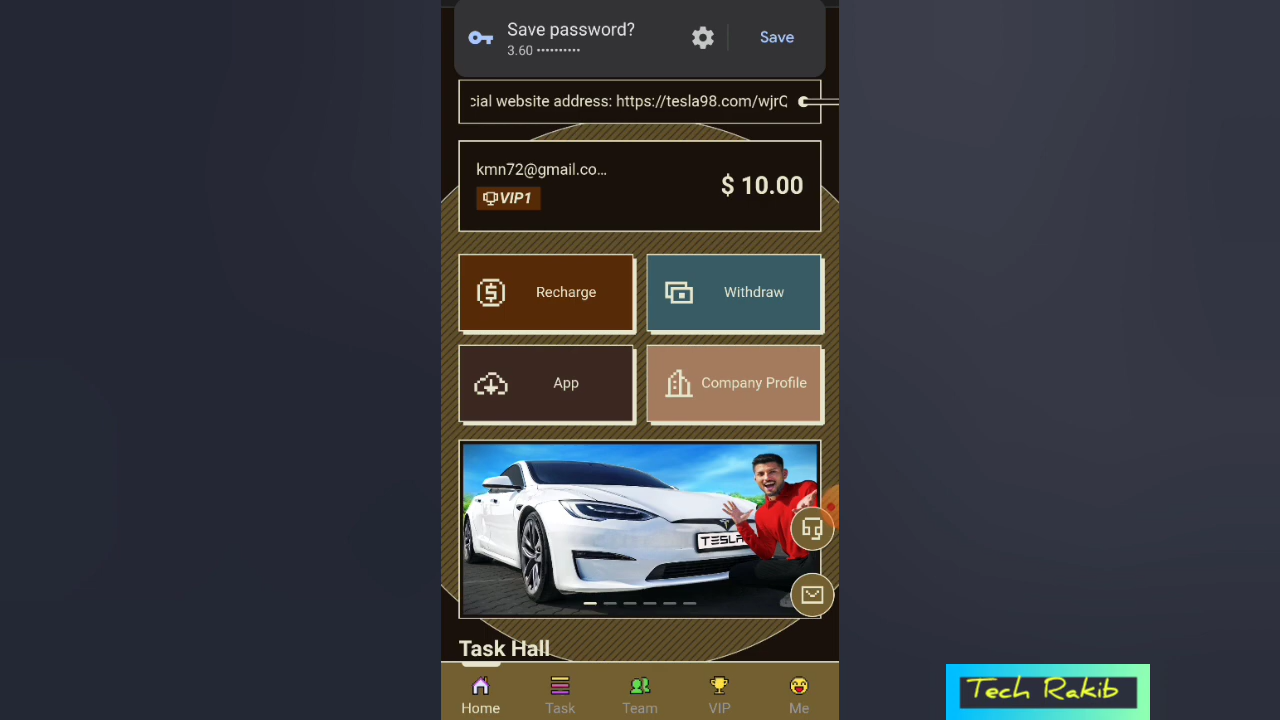 Save password?
3.60 ••••••••••
Save
cial website address: https://tesla98.com/wjrQ
kmn72@gmail.co...
$ 10.00
VIP1
Recharge
Withdraw
App
Company Profile
TESLA
Task Hall
Home
Task
Team
VIP
Me
Tech Rakib